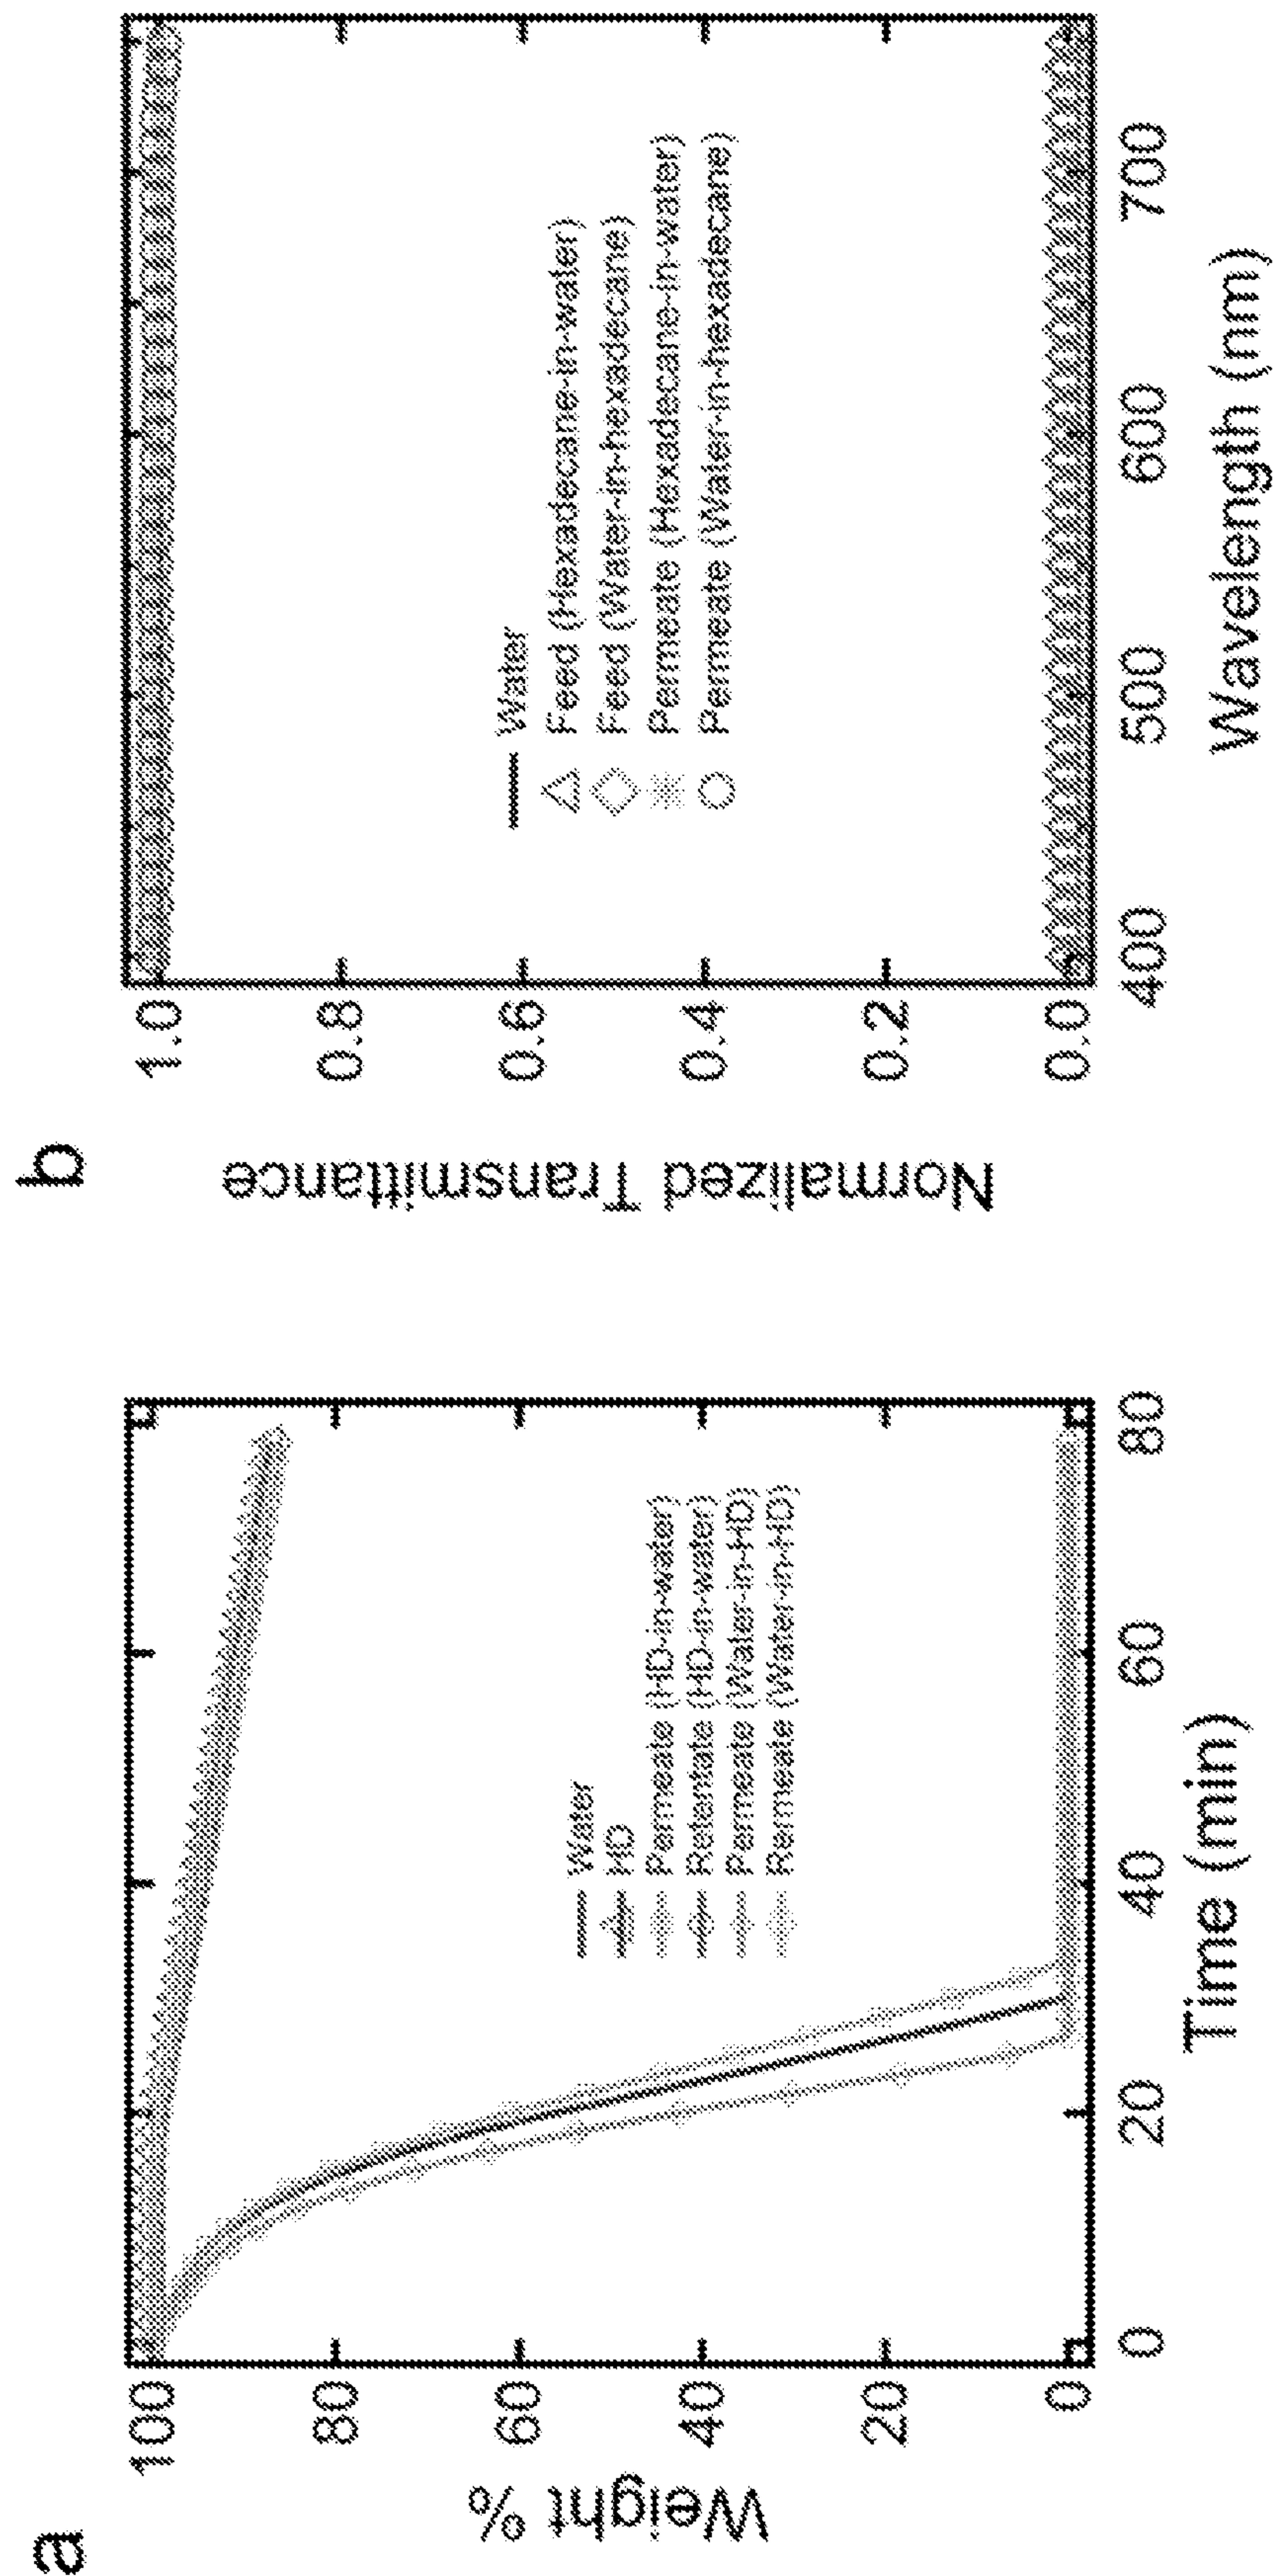 a
Weight %
100
80
60
40
20
0
Water
HD
Permeate (HD-in-water)
Retentate (HD-in-water)
Permeate (Water-in-HD)
Rermeate (Water-in-HD)
0 20 40 60 80
Time (min)
b
Normalized Transmittance
1.0
0.8
0.6
0.4
0.2
0.0
Water
Feed (Hexadecane-in-water)
Feed (Water-in-hexadecane)
Permeate (Hexadecane-in-water)
Permeate (Water-in-hexadecane)
400 500 600 700
Wavelength (nm)